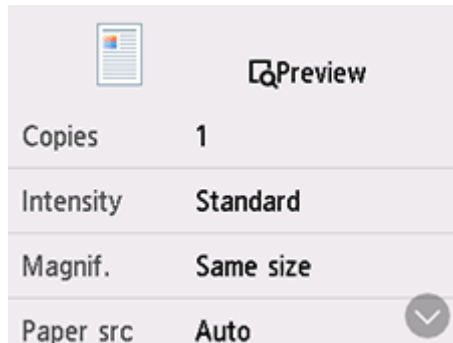 Preview
Copies 1
Intensity Standard
Magnif. Same size
Paper src Auto